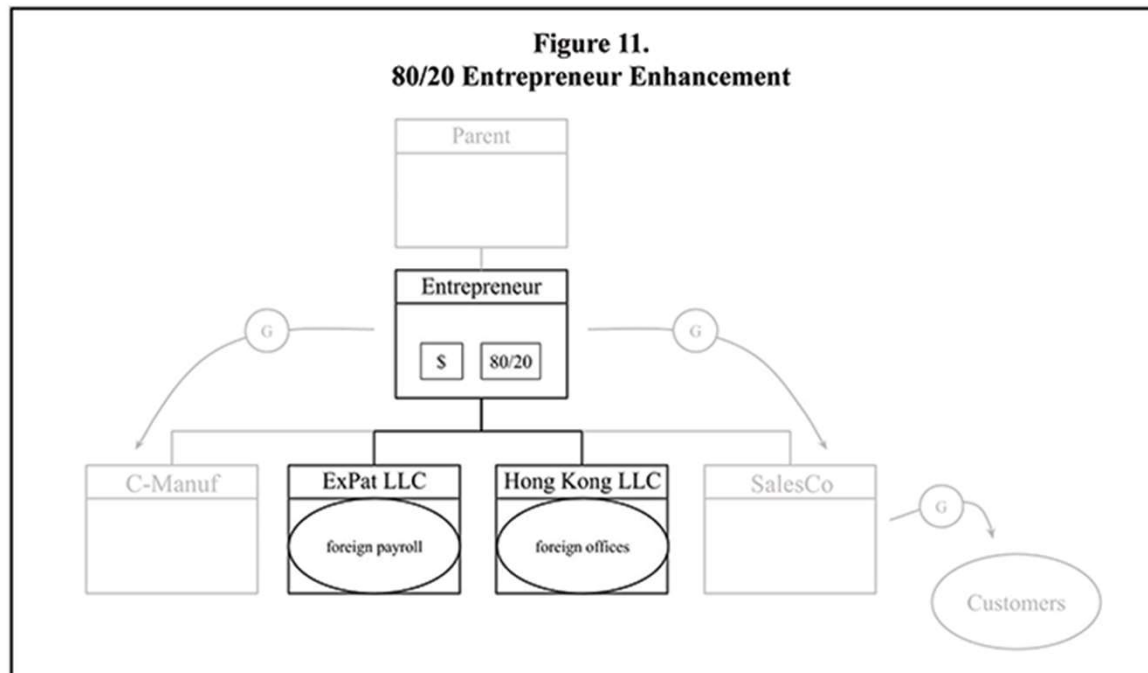 Figure 11.
80/20 Entrepreneur Enhancement
Parent
Entrepreneur
G
G
$
80/20
C-Manuf
ExPat LLC
Hong Kong LLC
SalesCo
foreign payroll
foreign offices
G
Customers